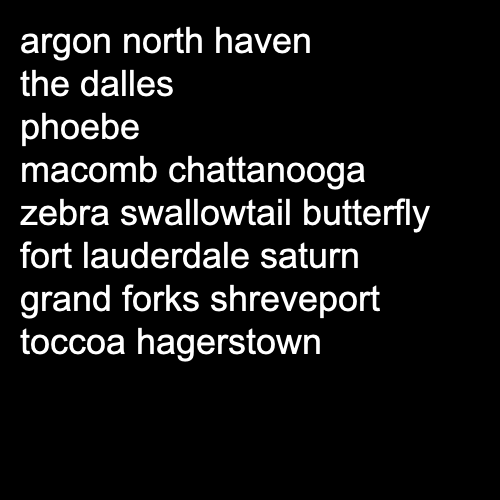 argon north haven
the dalles
phoebe
macomb chattanooga
zebra swallowtail butterfly
fort lauderdale saturn
grand forks shreveport
toccoa hagerstown